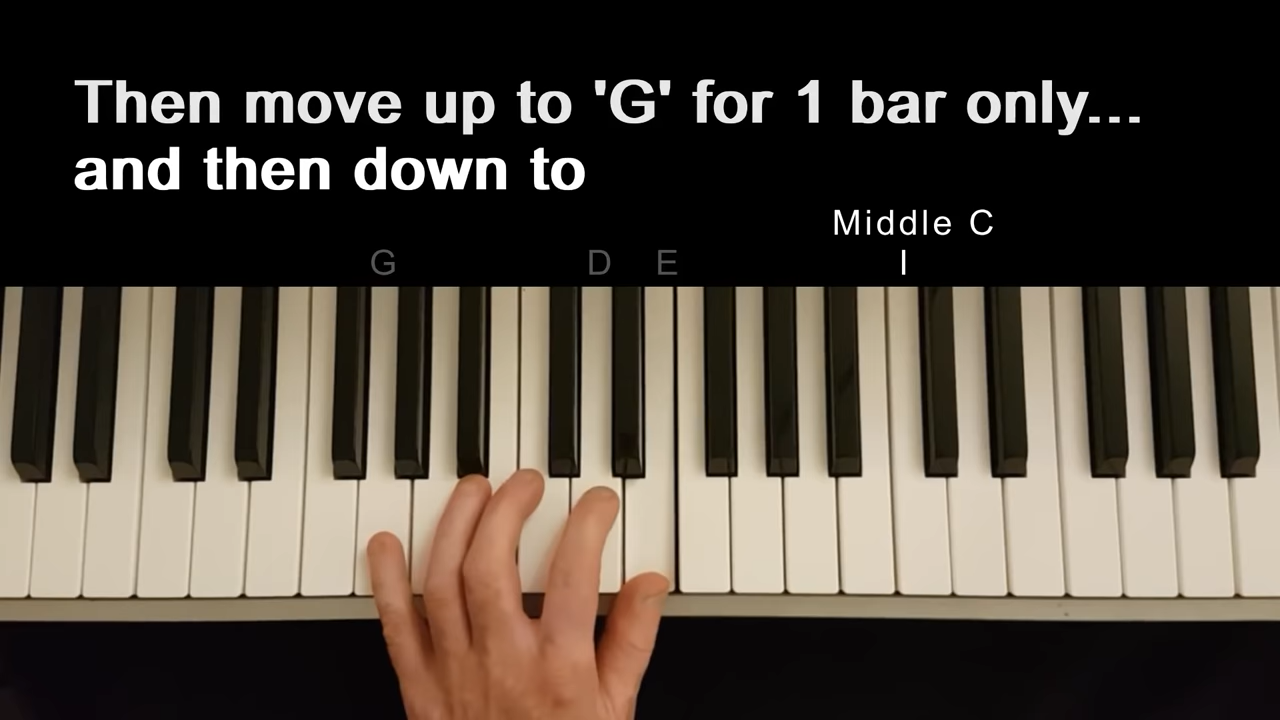 Then move up to 'G' for 1 bar only...
and then down to
Middle C
G D E I